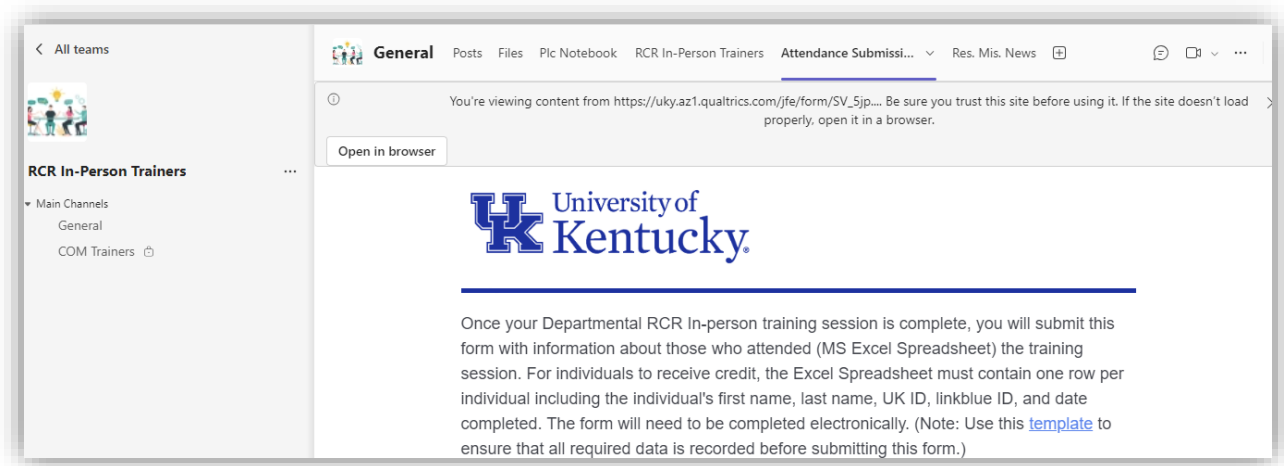 All teams
RCR In-Person Trainers
...
Main Channels
General
COM Trainers
General Posts Files Plc Notebook RCR In-Person Trainers Attendance Submissi... Res. Mis. News
You're viewing content from https://uky.az1.qualtrics.com/jfe/form/SV_5jp.... Be sure you trust this site before using it. If the site doesn't load
properly, open it in a browser.
Open in browser
UK
University of
Kentucky®
Once your Departmental RCR In-person training session is complete, you will submit this
form with information about those who attended (MS Excel Spreadsheet) the training
session. For individuals to receive credit, the Excel Spreadsheet must contain one row per
individual including the individual's first name, last name, UK ID, linkblue ID, and date
completed. The form will need to be completed electronically. (Note: Use this template to
ensure that all required data is recorded before submitting this form.)